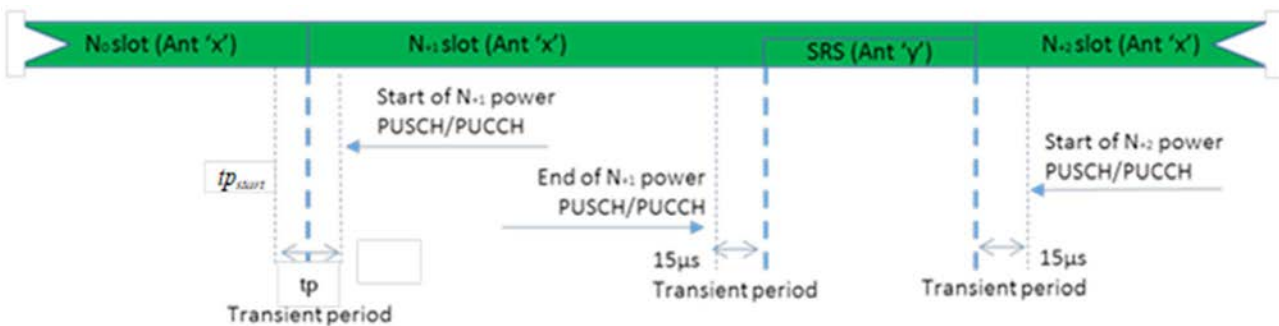 N₀ slot (Ant ‘x’)
N₊₁ slot (Ant ‘x’)
SRS (Ant ‘y’)
N₊₂ slot (Ant ‘x’)
Start of N₊₁ power
PUSCH/PUCCH
Start of N₊₂ power
PUSCH/PUCCH
tp_start
End of N₊₁ power
PUSCH/PUCCH
15µs
Transient period
15µs
Transient period
tp
Transient period